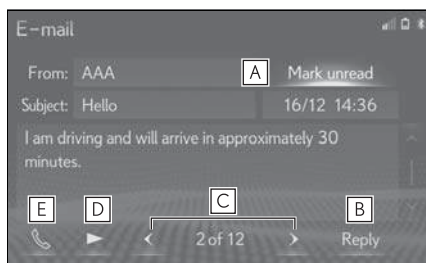 E-mail
From: AAA A Mark unread
Subject: Hello 16/12 14:36
I am driving and will arrive in approximately 30
minutes.
E D C B
2 of 12 Reply